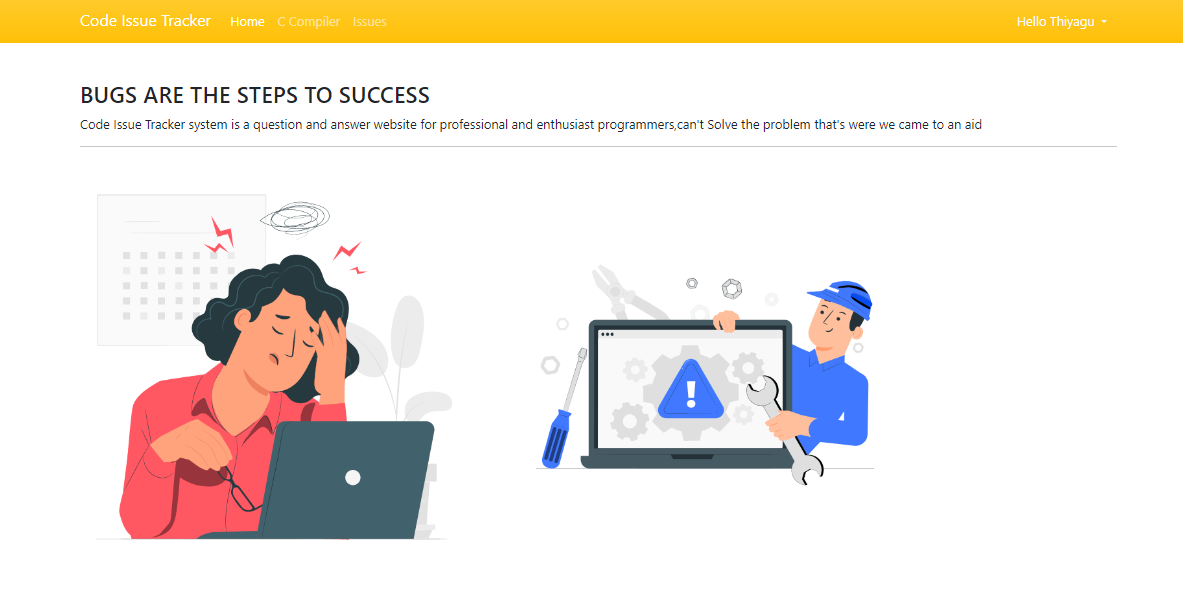 Code Issue Tracker Home C Compiler Issues Hello Thiyagu
BUGS ARE THE STEPS TO SUCCESS
Code Issue Tracker system is a question and answer website for professional and enthusiast programmers,can't Solve the problem that's were we came to an aid
!